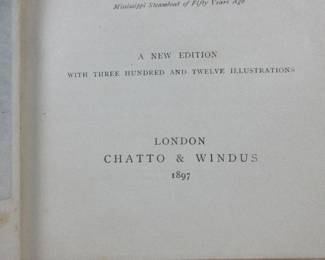 Mississippi Steamboat of Fifty Years Ago
A NEW EDITION
WITH THREE HUNDRED AND TWELVE ILLUSTRATIONS
LONDON
CHATTO & WINDUS
1897